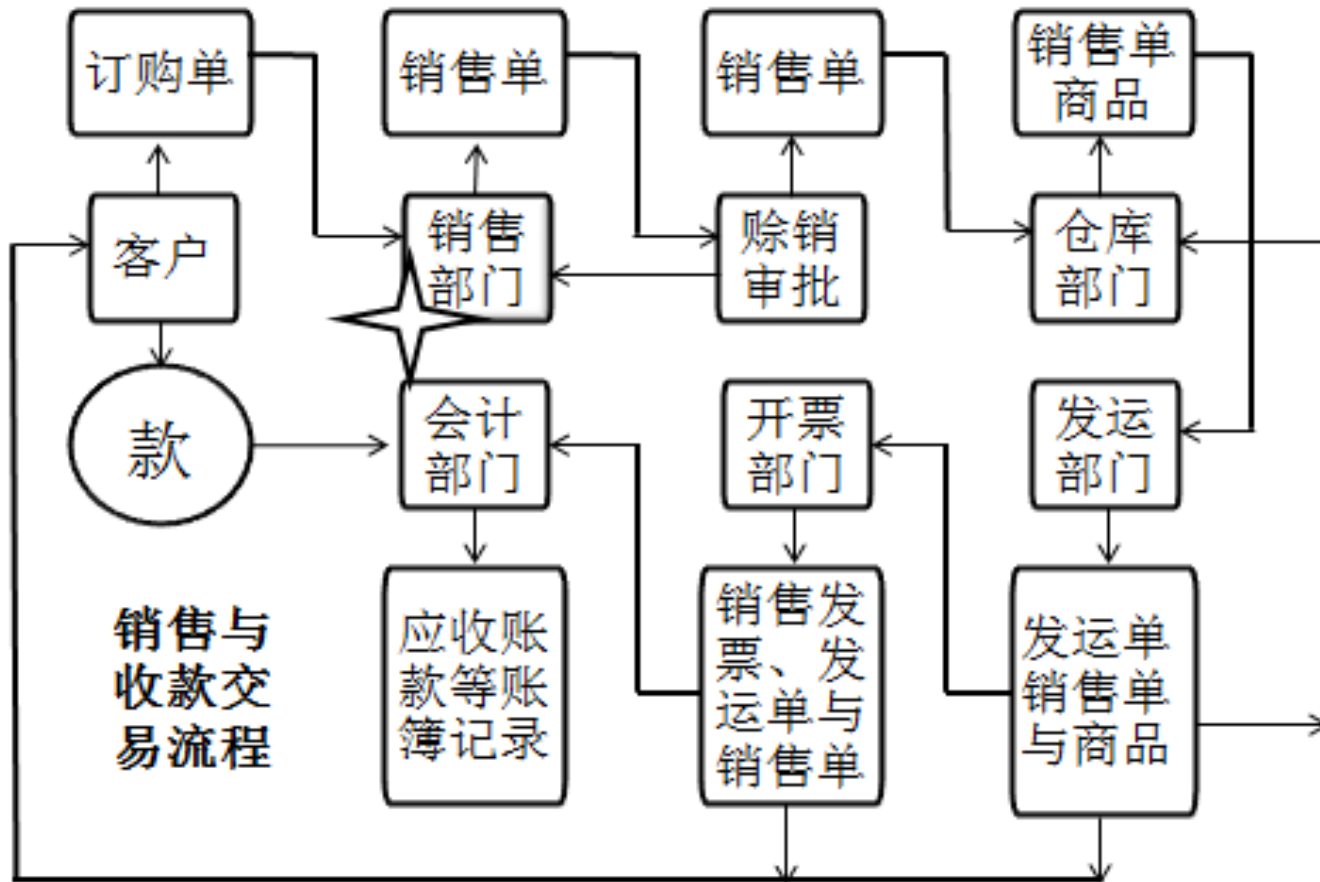 订购单
销售单
销售单
销售单
商品
客户
销售
部门
赊销
审批
仓库
部门
款
会计
部门
开票
部门
发运
部门
销售与
收款交
易流程
应收账
款等账
簿记录
销售发
票、发
运单与
销售单
发运单
销售单
与商品